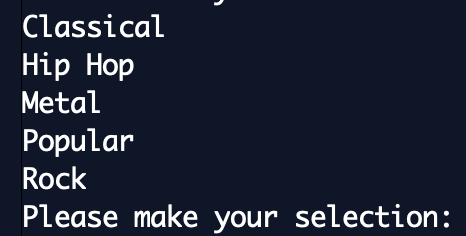 Classical
Hip Hop
Metal
Popular
Rock
Please make your selection: